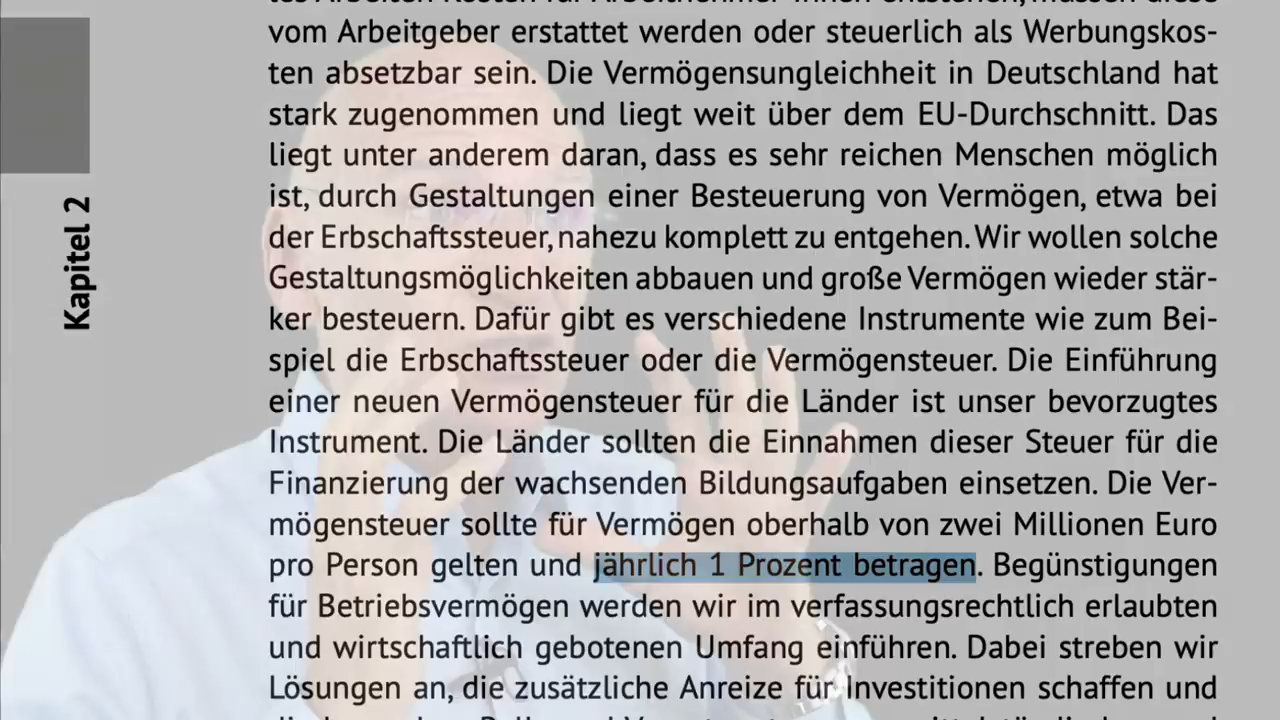 vom Arbeitgeber erstattet werden oder steuerlich als Werbungskos-
ten absetzbar sein. Die Vermögensungleichheit in Deutschland hat
stark zugenommen und liegt weit über dem EU-Durchschnitt. Das
liegt unter anderem daran, dass es sehr reichen Menschen möglich
ist, durch Gestaltungen einer Besteuerung von Vermögen, etwa bei
der Erbschaftssteuer, nahezu komplett zu entgehen. Wir wollen solche
Gestaltungsmöglichkeiten abbauen und große Vermögen wieder stär-
ker besteuern. Dafür gibt es verschiedene Instrumente wie zum Bei-
spiel die Erbschaftssteuer oder die Vermögensteuer. Die Einführung
einer neuen Vermögensteuer für die Länder ist unser bevorzugtes
Instrument. Die Länder sollten die Einnahmen dieser Steuer für die
Finanzierung der wachsenden Bildungsaufgaben einsetzen. Die Ver-
mögensteuer sollte für Vermögen oberhalb von zwei Millionen Euro
pro Person gelten und jährlich 1 Prozent betragen. Begünstigungen
für Betriebsvermögen werden wir im verfassungsrechtlich erlaubten
und wirtschaftlich gebotenen Umfang einführen. Dabei streben wir
Lösungen an, die zusätzliche Anreize für Investitionen schaffen und
Kapitel 2